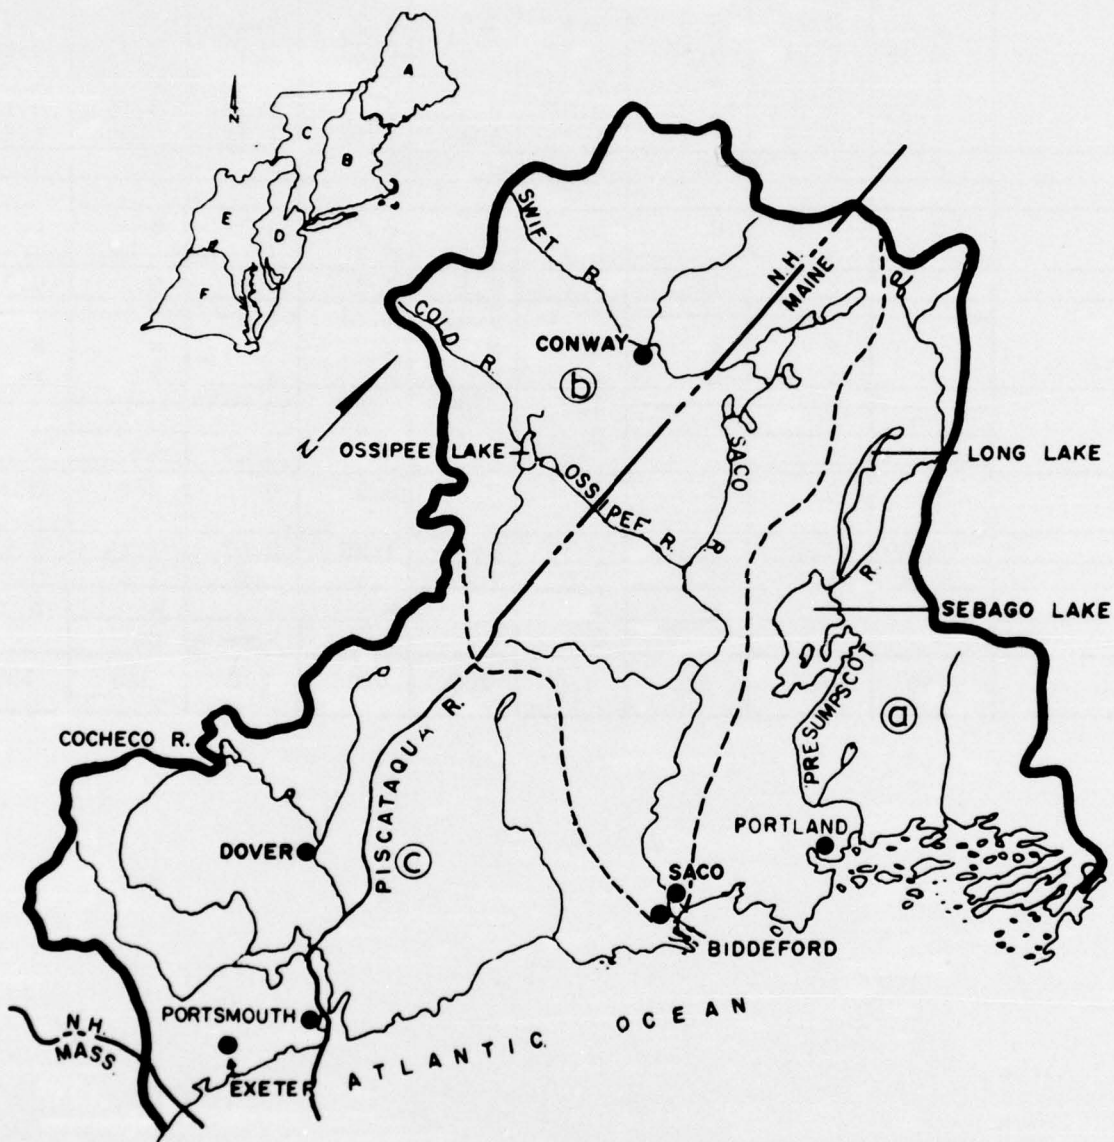 A
N
C
B
E
D
F
SWIFT R.
N.H.
MAINE
COLD R.
CONWAY
b
N
OSSIPEE LAKE
OSSIPEF R.
SACO R.
LONG LAKE
R.
SEBAGO LAKE
PRESUMPSCOT
a
COCHECO R.
PISCATAQUA R.
DOVER
C
PORTLAND
SACO
BIDDEFORD
PORTSMOUTH
N.H.
MASS.
EXETER
ATLANTIC OCEAN